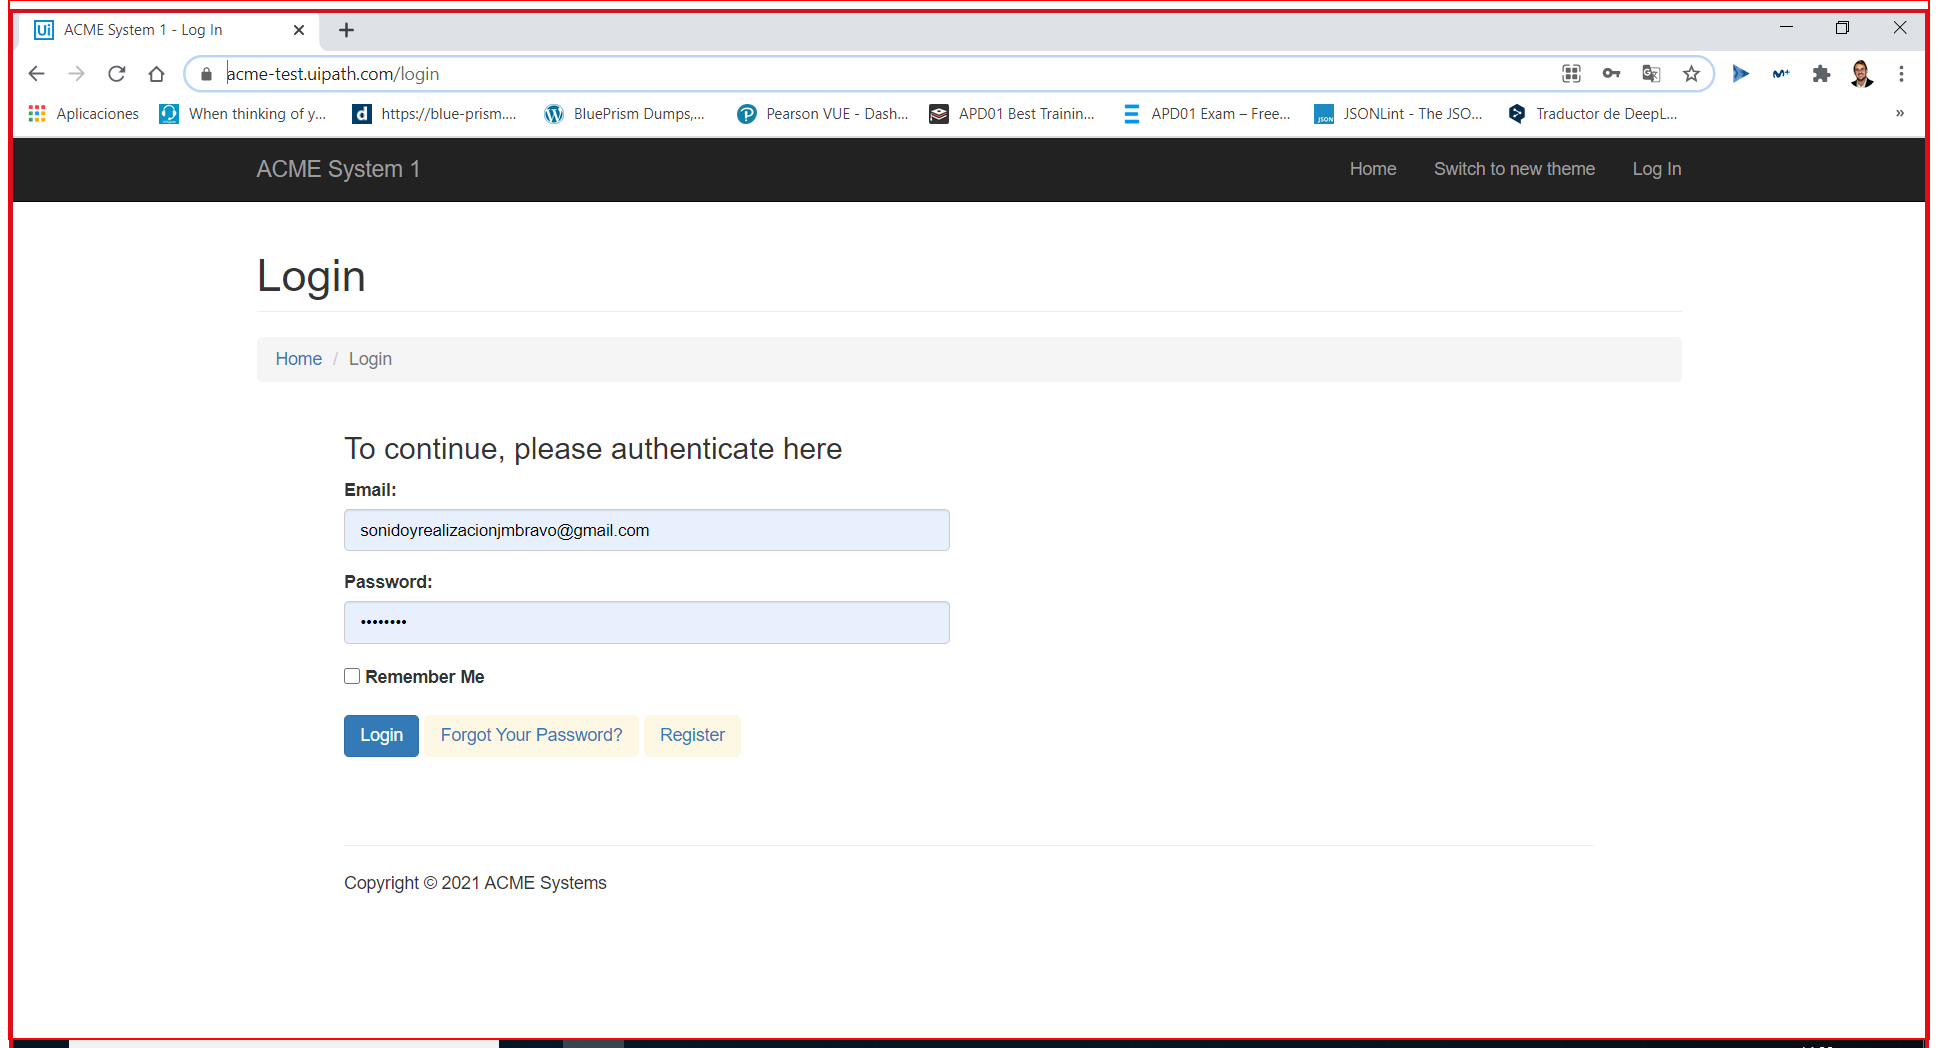 Ui ACME System 1 - Log In
acme-test.uipath.com/login
Aplicaciones When thinking of y... d https://blue-prism.... BluePrism Dumps,... Pearson VUE - Dash... APD01 Best Trainin... APD01 Exam – Free... JSON JSONLint - The JSO... Traductor de DeepL... »
ACME System 1 Home Switch to new theme Log In
Login
Home / Login
To continue, please authenticate here
Email:
sonidoyrealizacionjmbravo@gmail.com
Password:
••••••••
Remember Me
Login Forgot Your Password? Register
Copyright © 2021 ACME Systems